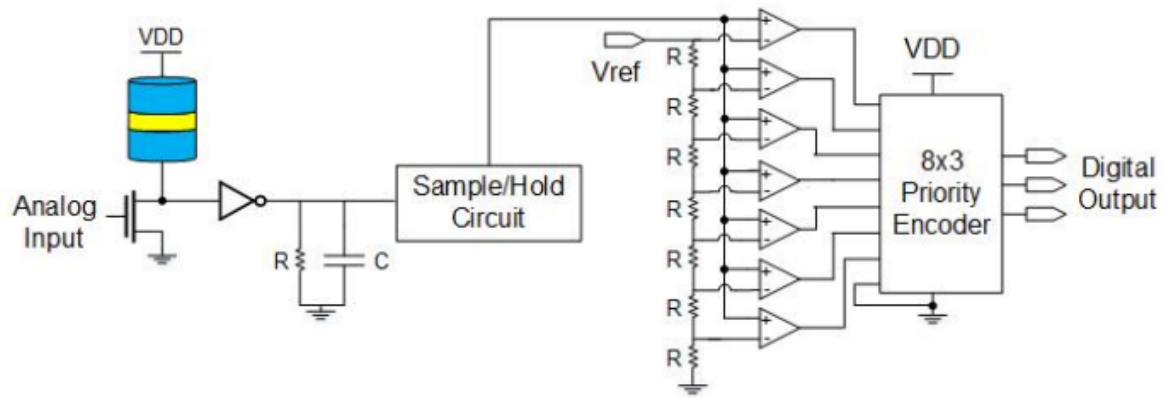 VDD
Analog
Input
R
C
Sample/Hold
Circuit
Vref
R
R
R
R
R
R
R
+
-
+
-
+
-
+
-
+
-
+
-
+
-
VDD
8x3
Priority
Encoder
Digital
Output